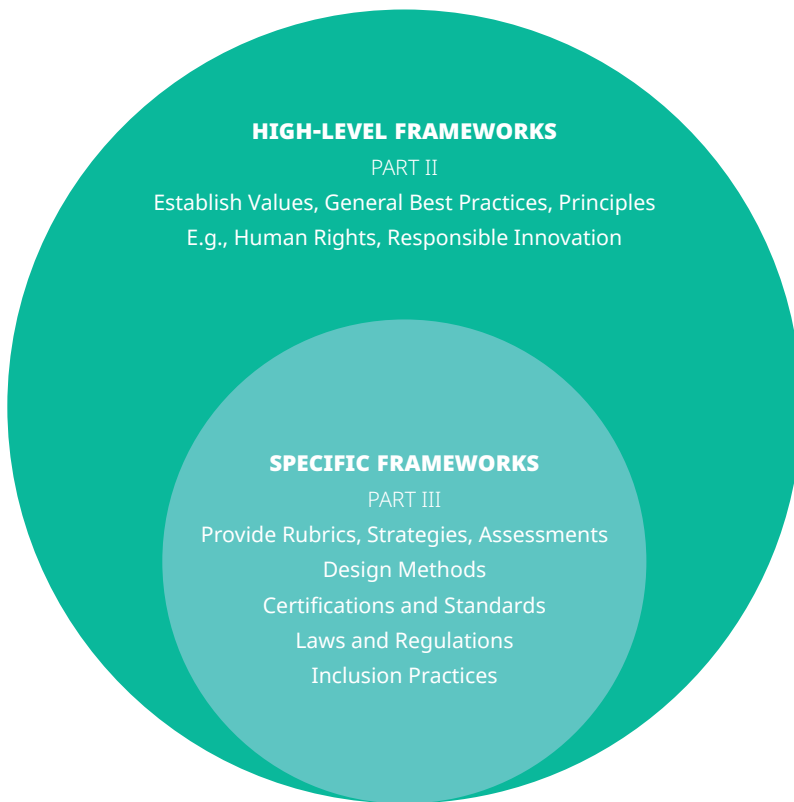 HIGH-LEVEL FRAMEWORKS
PART II
Establish Values, General Best Practices, Principles
E.g., Human Rights, Responsible Innovation
SPECIFIC FRAMEWORKS
PART III
Provide Rubrics, Strategies, Assessments
Design Methods
Certifications and Standards
Laws and Regulations
Inclusion Practices